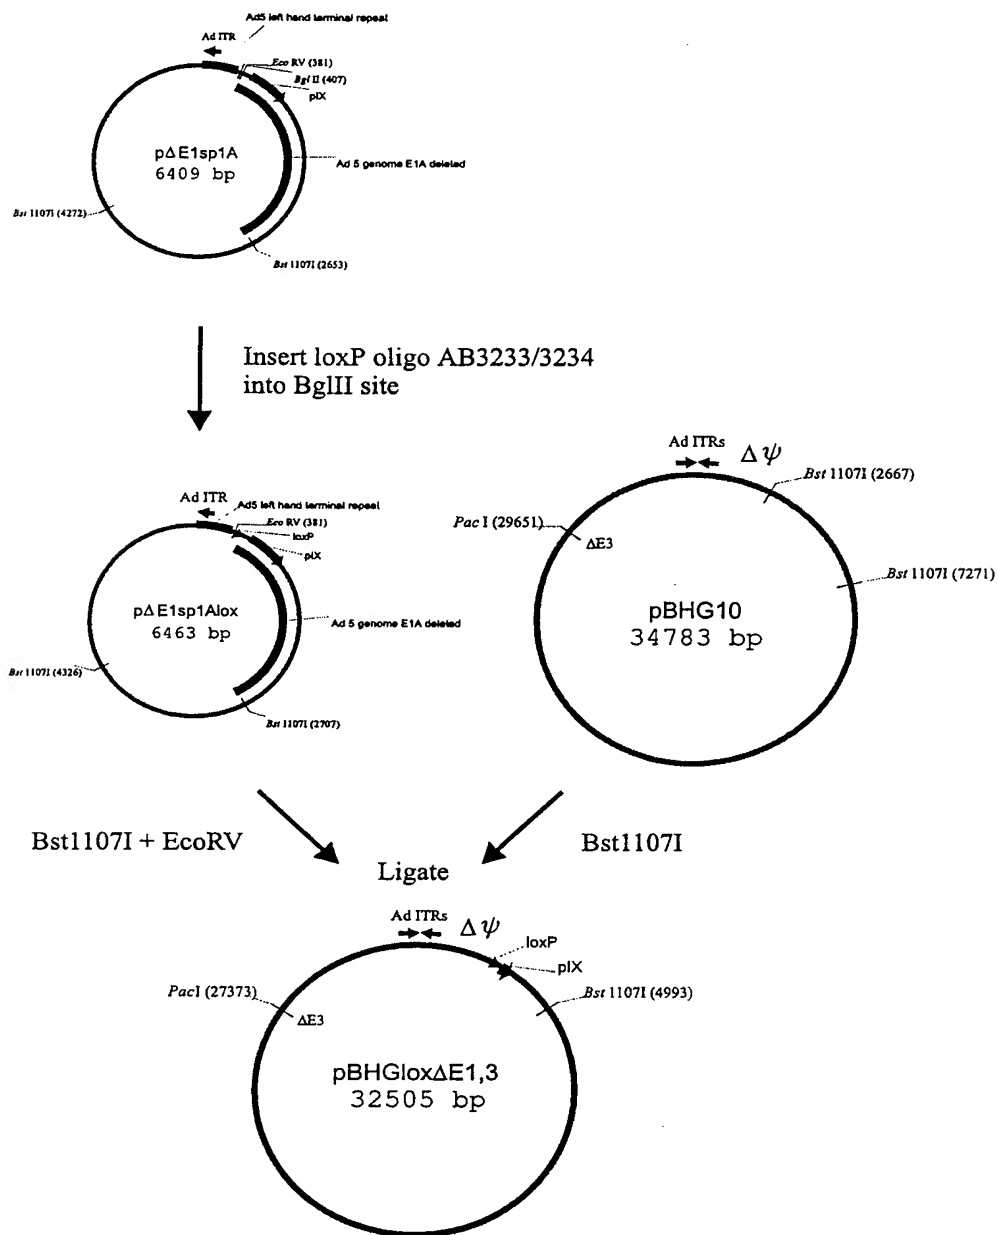 Ad5 left hand terminal repeat
Ad ITR
Eco RV (381)
Bgl II (407)
pIX
pΔE1sp1A
6409 bp
Ad 5 genome E1A deleted
Bst 1107I (4272)
Bst 1107I (2653)
Insert loxP oligo AB3233/3234
into BglII site
Ad ITRs
Δψ
Bst 1107I (2667)
Ad ITR
Ad5 left hand terminal repeat
Eco RV (381)
loxP
pIX
Pac I (29651)
ΔE3
Bst 1107I (7271)
pΔE1sp1Alox
6463 bp
Ad 5 genome E1A deleted
pBHG10
34783 bp
Bst 1107I (4326)
Bst 1107I (2707)
Bst1107I + EcoRV
Bst1107I
Ligate
Ad ITRs
Δψ
loxP
pIX
PacI (27373)
ΔE3
Bst 1107I (4993)
pBHGloxΔE1,3
32505 bp